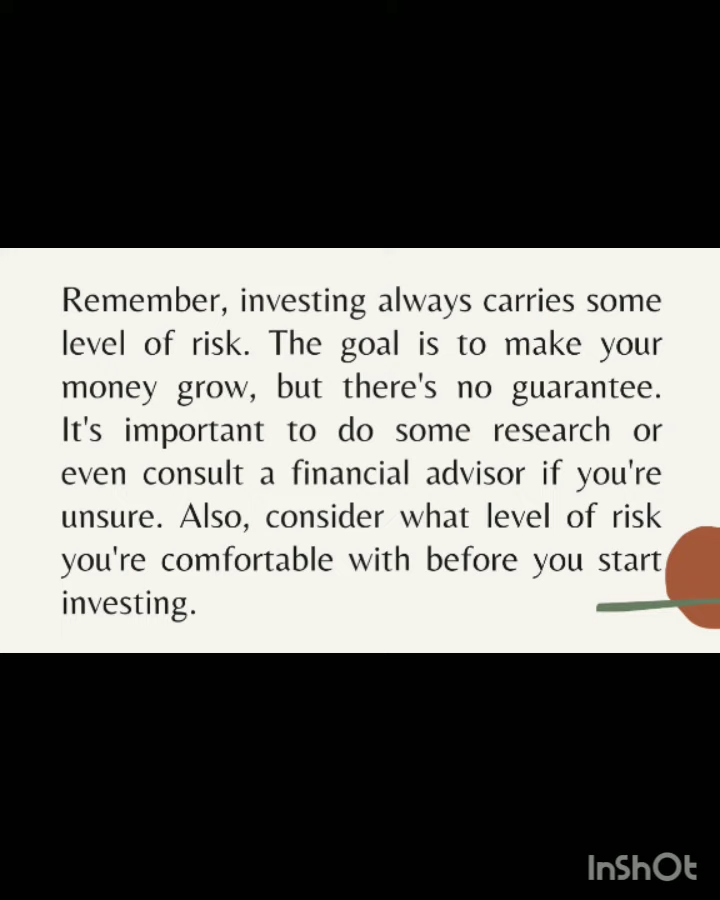 Remember, investing always carries some
level of risk. The goal is to make your
money grow, but there's no guarantee.
It's important to do some research or
even consult a financial advisor if you're
unsure. Also, consider what level of risk
you're comfortable with before you start
investing.
InShOt